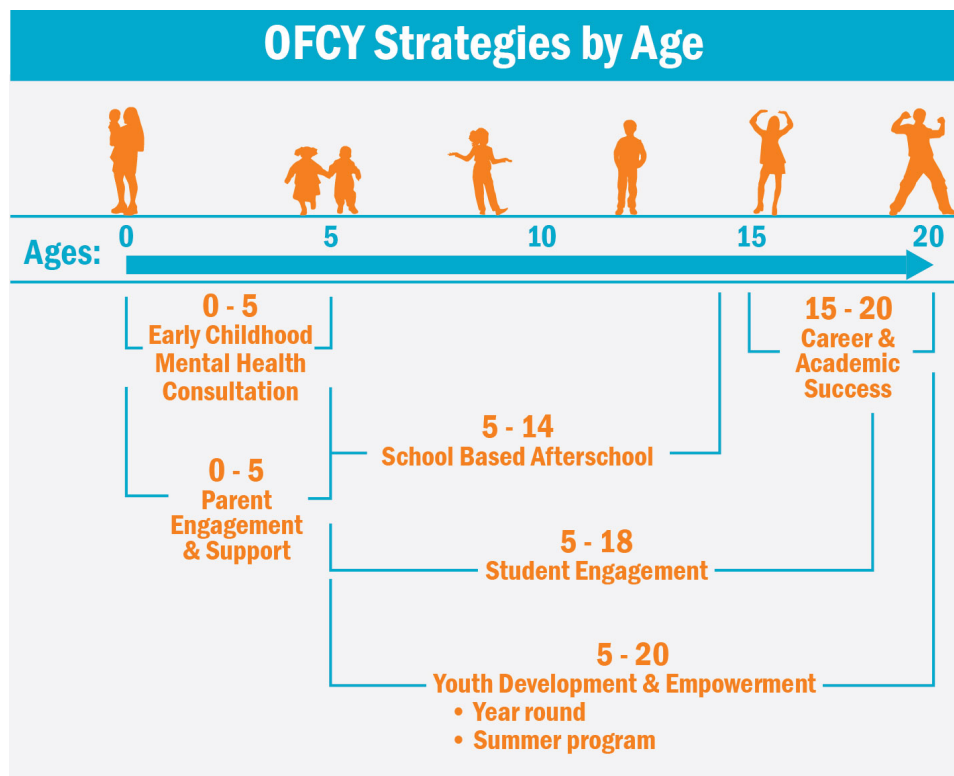 OFCY Strategies by Age
Ages:
0 5 10 15 20
0 - 5
Early Childhood
Mental Health
Consultation
15 - 20
Career &
Academic
Success
5 - 14
School Based Afterschool
0 - 5
Parent
Engagement
& Support
5 - 18
Student Engagement
5 - 20
Youth Development & Empowerment
• Year round
• Summer program